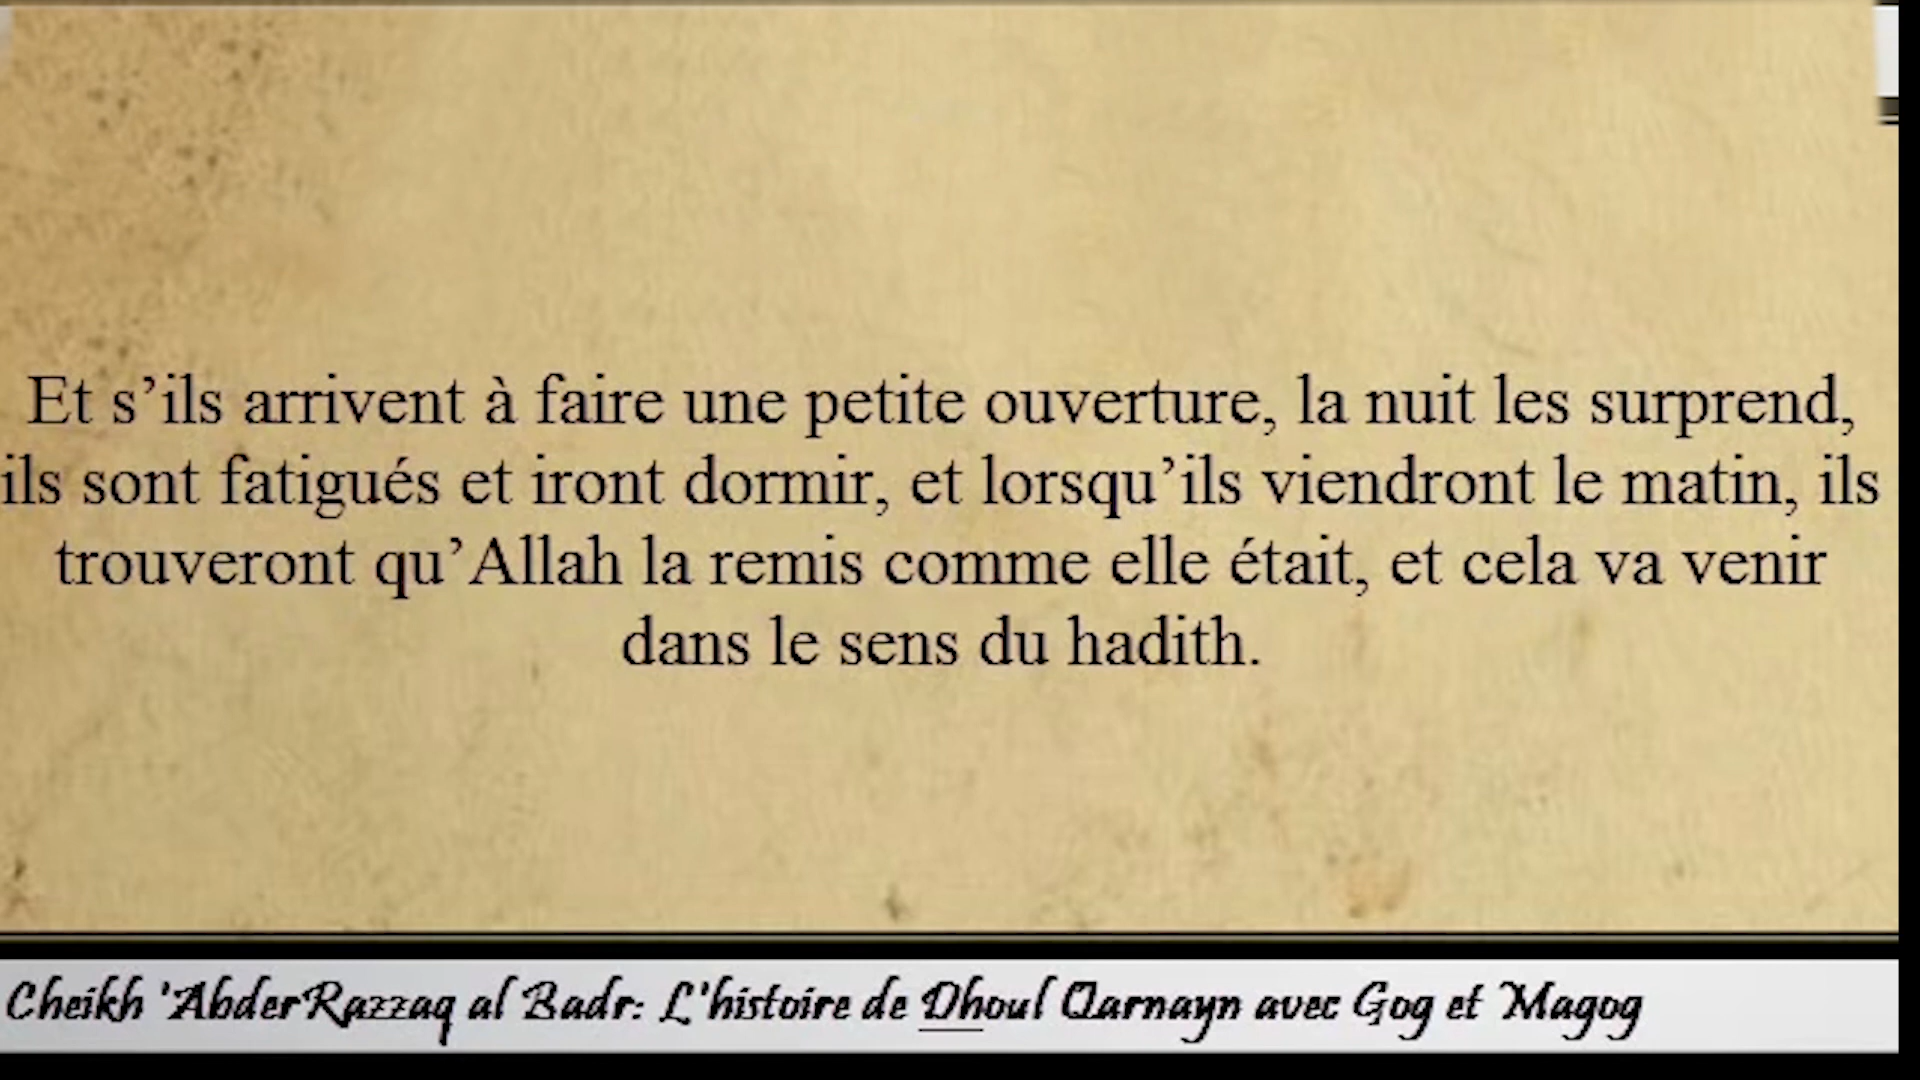 Et s’ils arrivent à faire une petite ouverture, la nuit les surprend,
ils sont fatigués et iront dormir, et lorsqu’ils viendront le matin, ils
trouveront qu’Allah la remis comme elle était, et cela va venir
dans le sens du hadith.
Cheikh 'AbderRazzaq al Badr: L'histoire de Dhoul Qarnayn avec Gog et Magog